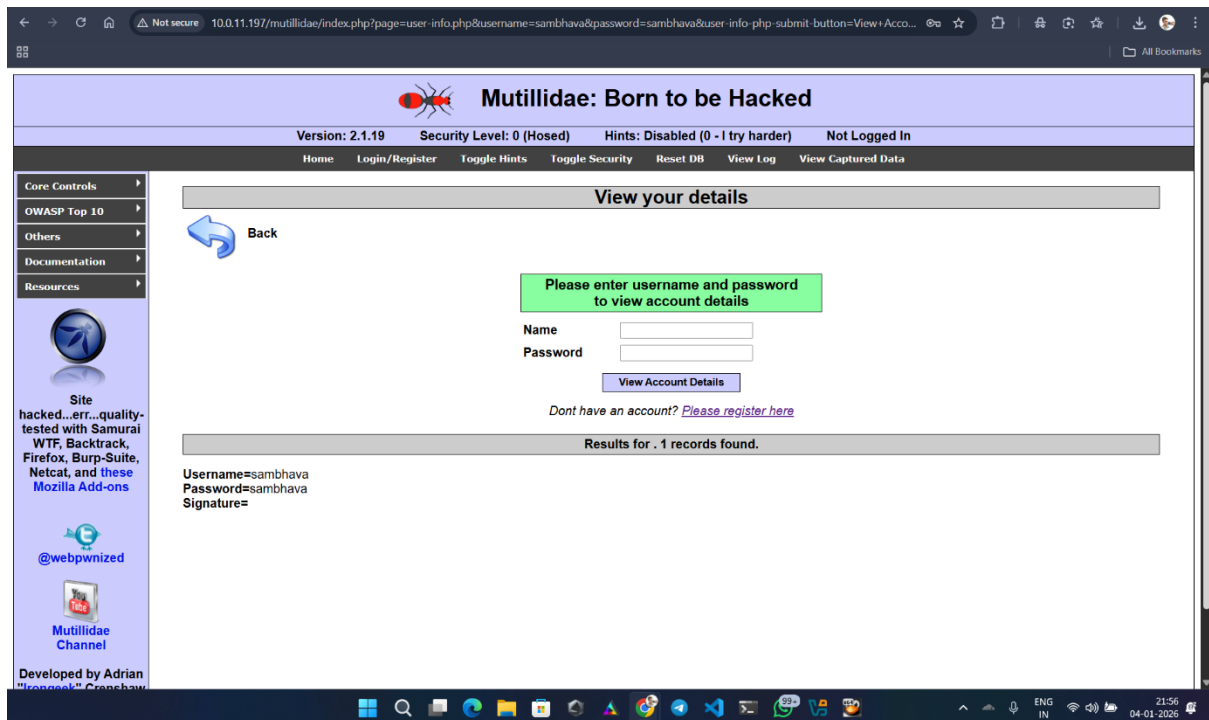 Not secure 10.0.11.197/mutillidae/index.php?page=user-info.php&username=sambhava&password=sambhava&user-info-php-submit-button=View+Acco...
All Bookmarks
Mutillidae: Born to be Hacked
Version: 2.1.19 Security Level: 0 (Hosed) Hints: Disabled (0 - I try harder) Not Logged In
Home Login/Register Toggle Hints Toggle Security Reset DB View Log View Captured Data
Core Controls
OWASP Top 10
Others
Documentation
Resources
Site
hacked...err...quality-
tested with Samurai
WTF, Backtrack,
Firefox, Burp-Suite,
Netcat, and these
Mozilla Add-ons
@webpwnized
You
Tube
Mutillidae
Channel
Developed by Adrian
"Irongeek" Crenshaw
View your details
Back
Please enter username and password
to view account details
Name
Password
View Account Details
Dont have an account? Please register here
Results for . 1 records found.
Username=sambhava
Password=sambhava
Signature=
99+
ENG
IN
21:56
04-01-2026